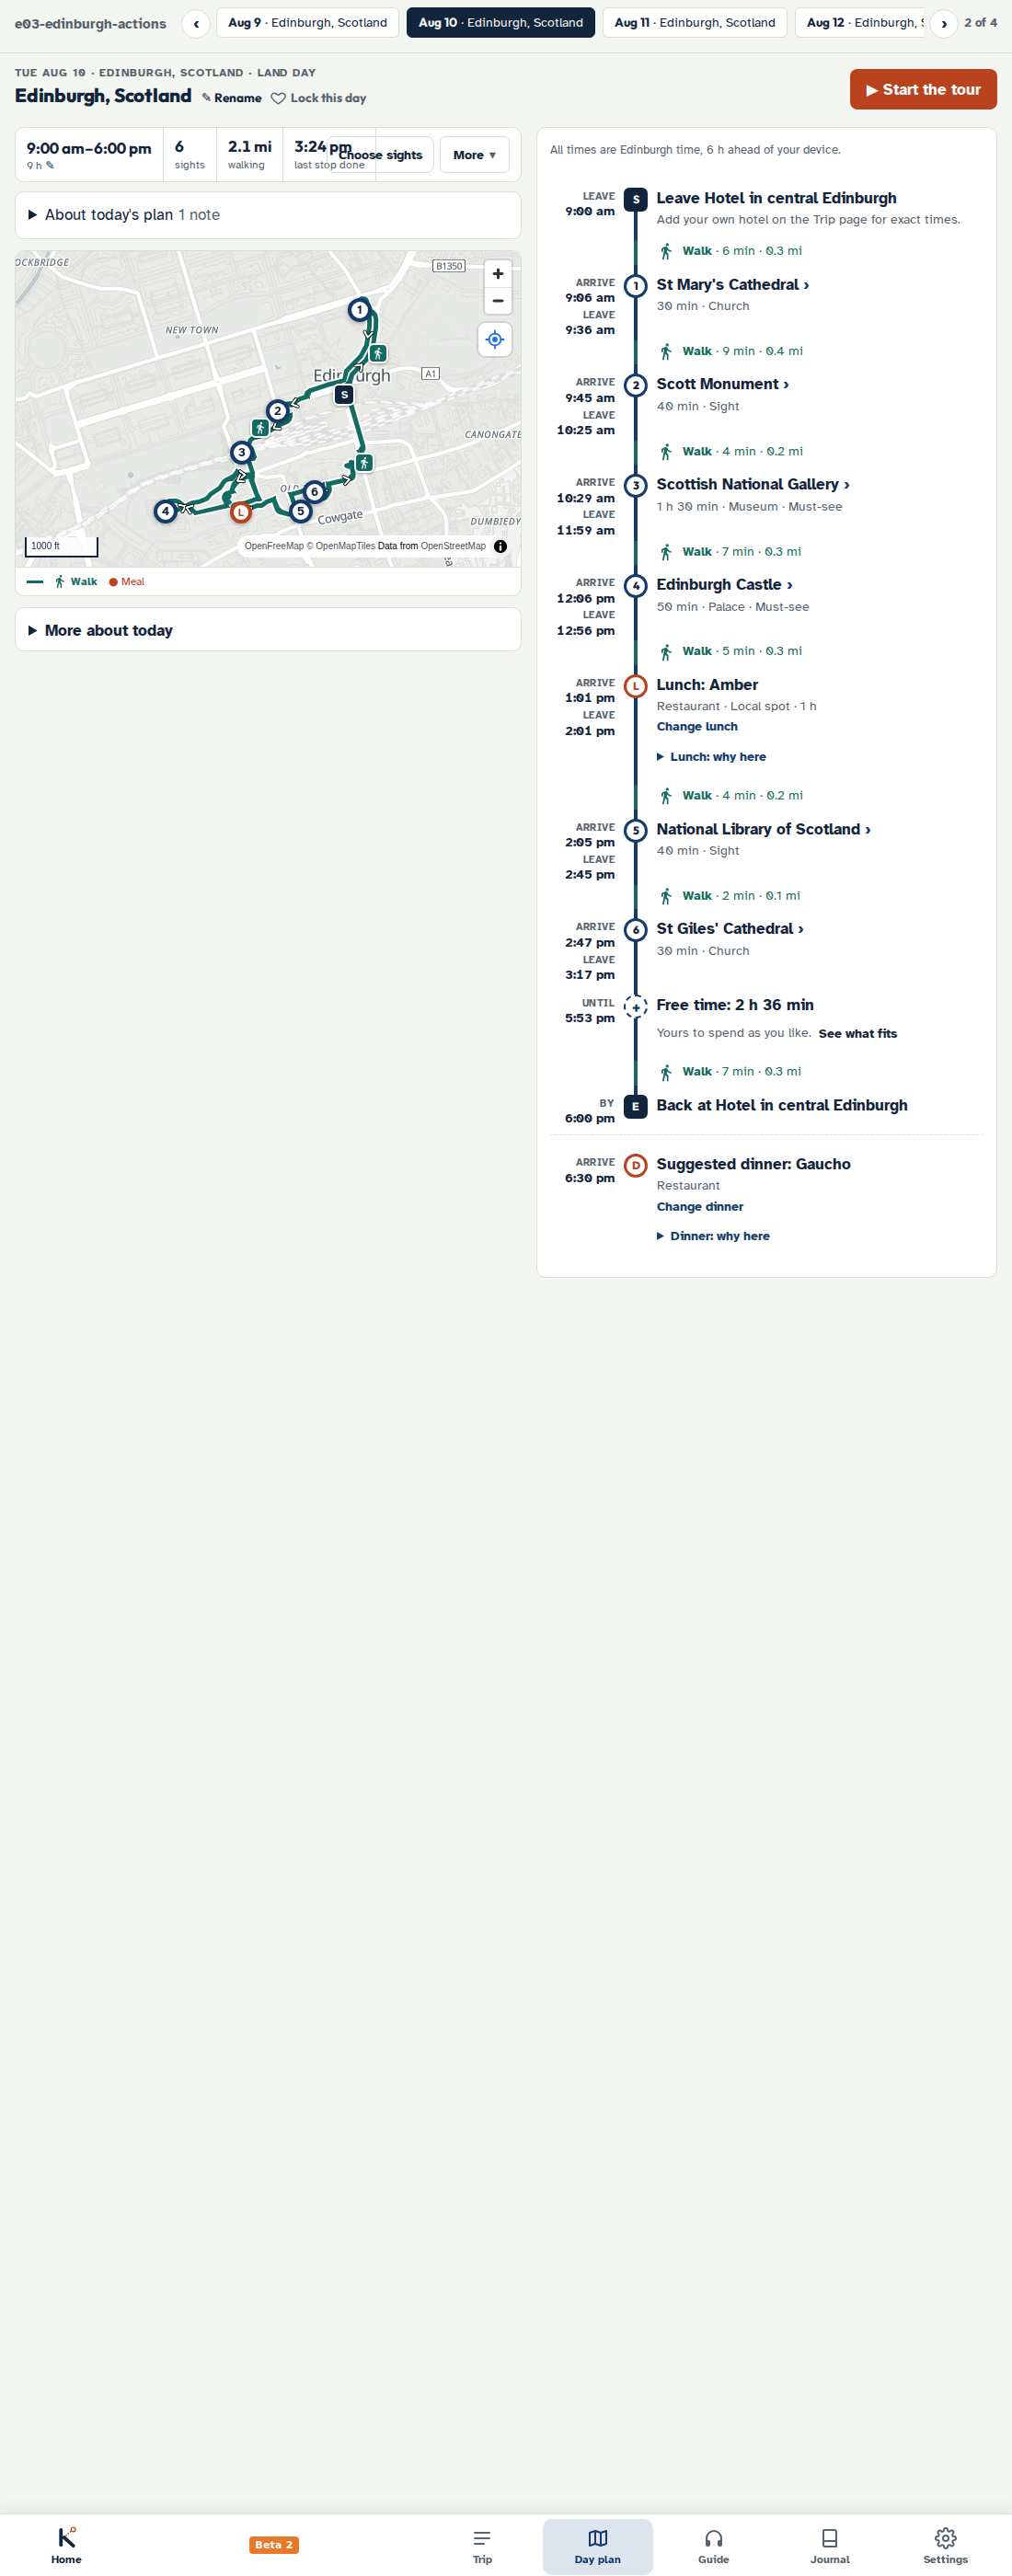 e03-edinburgh-actions
‹
Aug 9 · Edinburgh, Scotland
Aug 10 · Edinburgh, Scotland
Aug 11 · Edinburgh, Scotland
Aug 12 · Edinburgh, S
›
2 of 4
TUE AUG 10 · EDINBURGH, SCOTLAND · LAND DAY
Edinburgh, Scotland ✎ Rename ♡ Lock this day
▶ Start the tour
9:00 am–6:00 pm
9 h ✎
6
sights
2.1 mi
walking
3:24 pm
last stop done
Choose sights
More ▼
▶ About today's plan 1 note
OCKBRIDGE
B1350
NEW TOWN
Edinburgh
A1
CANONGATE
OLD
Cowgate
DUMBIEDY
1
S
2
3
4
L
5
6
+
−
1000 ft
OpenFreeMap © OpenMapTiles Data from OpenStreetMap
Walk
Meal
▶ More about today
All times are Edinburgh time, 6 h ahead of your device.
LEAVE
9:00 am
S
Leave Hotel in central Edinburgh
Add your own hotel on the Trip page for exact times.
Walk · 6 min · 0.3 mi
ARRIVE
9:06 am
LEAVE
9:36 am
1
St Mary's Cathedral ›
30 min · Church
Walk · 9 min · 0.4 mi
ARRIVE
9:45 am
LEAVE
10:25 am
2
Scott Monument ›
40 min · Sight
Walk · 4 min · 0.2 mi
ARRIVE
10:29 am
LEAVE
11:59 am
3
Scottish National Gallery ›
1 h 30 min · Museum · Must-see
Walk · 7 min · 0.3 mi
ARRIVE
12:06 pm
LEAVE
12:56 pm
4
Edinburgh Castle ›
50 min · Palace · Must-see
Walk · 5 min · 0.3 mi
ARRIVE
1:01 pm
LEAVE
2:01 pm
L
Lunch: Amber
Restaurant · Local spot · 1 h
Change lunch
▶ Lunch: why here
Walk · 4 min · 0.2 mi
ARRIVE
2:05 pm
LEAVE
2:45 pm
5
National Library of Scotland ›
40 min · Sight
Walk · 2 min · 0.1 mi
ARRIVE
2:47 pm
LEAVE
3:17 pm
6
St Giles' Cathedral ›
30 min · Church
UNTIL
5:53 pm
+
Free time: 2 h 36 min
Yours to spend as you like. See what fits
Walk · 7 min · 0.3 mi
BY
6:00 pm
E
Back at Hotel in central Edinburgh
ARRIVE
6:30 pm
D
Suggested dinner: Gaucho
Restaurant
Change dinner
▶ Dinner: why here
Home
Beta 2
Trip
Day plan
Guide
Journal
Settings